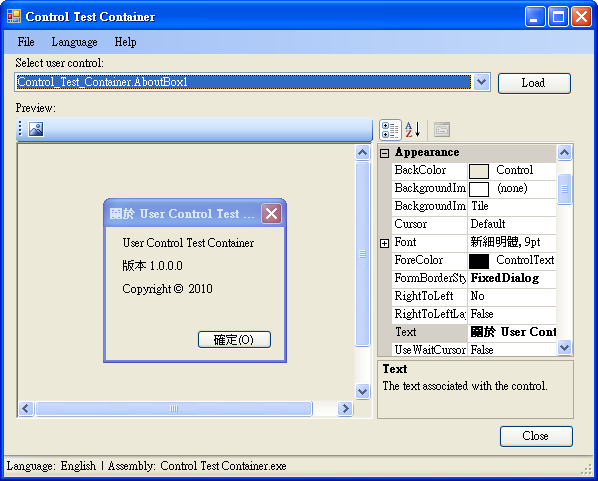 Control Test Container
File Language Help
Select user control:
Control_Test_Container.AboutBox1
Load
Preview:
關於 User Control Test ...
User Control Test Container
版本 1.0.0.0
Copyright © 2010
確定(O)
Appearance
BackColor Control
BackgroundIm (none)
BackgroundIm Tile
Cursor Default
Font 新細明體, 9pt
ForeColor ControlText
FormBorderSty FixedDialog
RightToLeft No
RightToLeftLay False
Text 關於 User Cont
UseWaitCursor False
Text
The text associated with the control.
Close
Language: English | Assembly: Control Test Container.exe